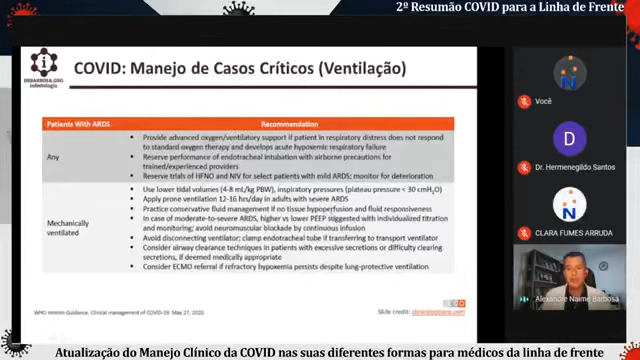 2º Resumão COVID para a Linha de Frente
DRBARBOSA.ORG
infectologia
COVID: Manejo de Casos Críticos (Ventilação)
Patients With ARDS
Recommendation
Any
Provide advanced oxygen/ventilatory support if patient in respiratory distress does not respond
to standard oxygen therapy and develops acute hypoxemic respiratory failure
Reserve performance of endotracheal intubation with airborne precautions for
trained/experienced providers
Reserve trials of HFNO and NIV for select patients with mild ARDS; monitor for deterioration
Mechanically
ventilated
Use lower tidal volumes (4-8 mL/kg PBW), inspiratory pressures (plateau pressure < 30 cmH2O)
Apply prone ventilation 12-16 hrs/day in adults with severe ARDS
Practice conservative fluid management if no tissue hypoperfusion and fluid responsiveness
In case of moderate-to-severe ARDS, higher vs lower PEEP suggested with individualized titration
and monitoring; avoid neuromuscular blockade by continuous infusion
Avoid disconnecting ventilator; clamp endotracheal tube if transferring to transport ventilator
Consider airway clearance techniques in patients with excessive secretions or difficulty clearing
secretions, if deemed medically appropriate
Consider ECMO referral if refractory hypoxemia persists despite lung-protective ventilation
WHO Interim Guidance. Clinical management of COVID-19. May 27, 2020.
Slide credit: clinicaloptions.com
Você
D
Dr. Hermenegildo Santos
CLARA FUMES ARRUDA
Alexandre Naime Barbosa
Atualização do Manejo Clínico da COVID nas suas diferentes formas para médicos da linha de frente